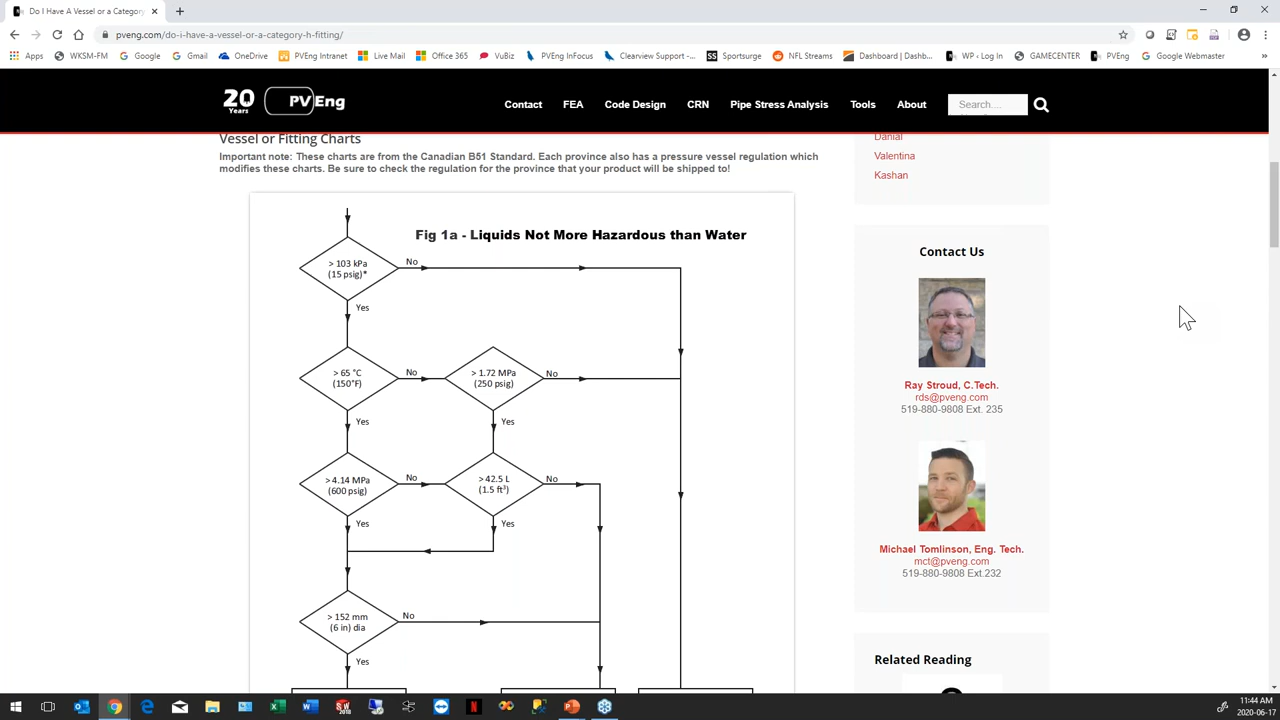 Do I Have A Vessel or a Category
pveng.com/do-i-have-a-vessel-or-a-category-h-fitting/
Apps
WKSM-FM
Google
Gmail
OneDrive
PVEng Intranet
Live Mail
Office 365
VuBiz
PVEng InFocus
Clearview Support -...
Sportsurge
NFL Streams
Dashboard | Dashb...
WP ‹ Log In
GAMECENTER
PVEng
Google Webmaster
20 Years
PVEng
Contact
FEA
Code Design
CRN
Pipe Stress Analysis
Tools
About
Search....
Vessel or Fitting Charts
Important note: These charts are from the Canadian B51 Standard. Each province also has a pressure vessel regulation which
modifies these charts. Be sure to check the regulation for the province that your product will be shipped to!
Fig 1a - Liquids Not More Hazardous than Water
> 103 kPa
(15 psig)*
No
Yes
> 65 °C
(150°F)
No
> 1.72 MPa
(250 psig)
No
Yes
Yes
> 4.14 MPa
(600 psig)
No
> 42.5 L
(1.5 ft³)
No
Yes
Yes
> 152 mm
(6 in) dia
No
Yes
Danial
Valentina
Kashan
Contact Us
Ray Stroud, C.Tech.
rds@pveng.com
519-880-9808 Ext. 235
Michael Tomlinson, Eng. Tech.
mct@pveng.com
519-880-9808 Ext.232
Related Reading
11:44 AM
2020-06-17